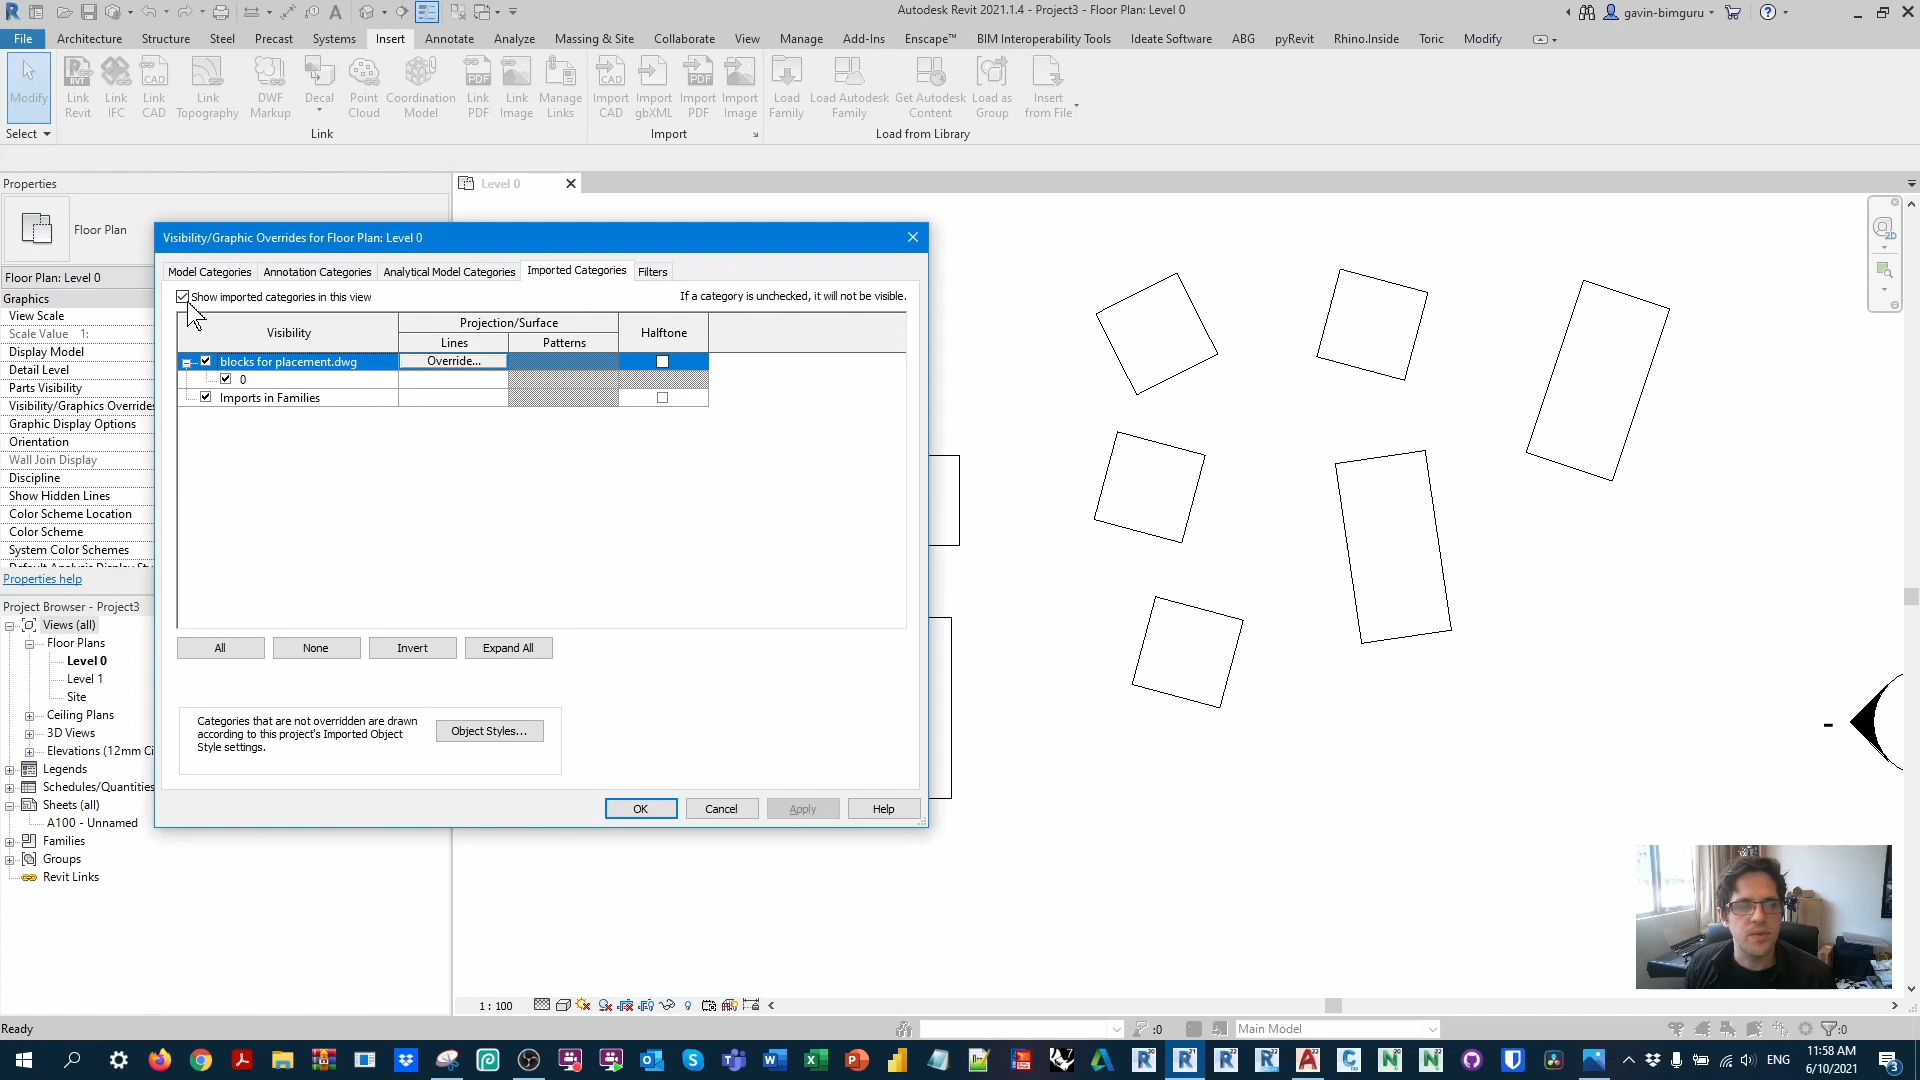 Autodesk Revit 2021.1.4 - Project3 - Floor Plan: Level 0
gavin-bimguru
File Architecture Structure Steel Precast Systems Insert Annotate Analyze Massing & Site Collaborate View Manage Add-Ins Enscape™ BIM Interoperability Tools Ideate Software ABG pyRevit Rhino.Inside Toric Modify
Modify
Link Revit
Link IFC
Link CAD
Link Topography
DWF Markup
Decal
Point Cloud
Coordination Model
Link PDF
Link Image
Manage Links
Import CAD
Import gbXML
Import PDF
Import Image
Load Family
Load Autodesk Family
Get Autodesk Content
Load as Group
Insert from File
Select
Link
Import
Load from Library
Properties
Level 0
Floor Plan
Floor Plan: Level 0
Graphics
View Scale
Scale Value 1:
Display Model
Detail Level
Parts Visibility
Visibility/Graphics Overrides
Graphic Display Options
Orientation
Wall Join Display
Discipline
Show Hidden Lines
Color Scheme Location
Color Scheme
System Color Schemes
Properties help
Project Browser - Project3
Views (all)
Floor Plans
Level 0
Level 1
Site
Ceiling Plans
3D Views
Elevations (12mm Ci
Legends
Schedules/Quantities
Sheets (all)
A100 - Unnamed
Families
Groups
Revit Links
Visibility/Graphic Overrides for Floor Plan: Level 0
Model Categories Annotation Categories Analytical Model Categories Imported Categories Filters
Show imported categories in this view
If a category is unchecked, it will not be visible.
Visibility
Projection/Surface
Halftone
Lines
Patterns
blocks for placement.dwg
Override...
0
Imports in Families
All None Invert Expand All
Categories that are not overridden are drawn
according to this project's Imported Object
Style settings.
Object Styles...
OK Cancel Apply Help
2D
1 : 100
Ready
:0
Main Model
:0
ENG
11:58 AM
6/10/2021
3